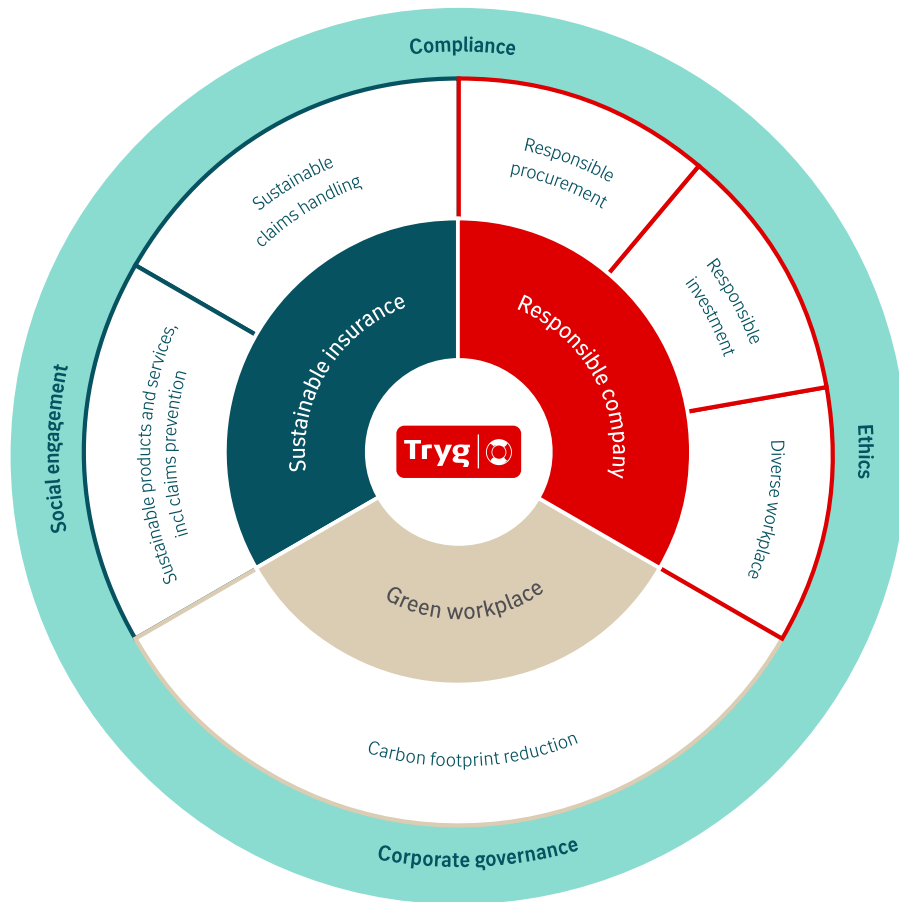 Compliance
Responsible
procurement
Sustainable
claims handling
Responsible
investment
Sustainable insurance
Responsible company
Sustainable products and services,
incl claims prevention
Social engagement
Tryg
Ethics
Diverse workplace
Green workplace
Carbon footprint reduction
Corporate governance